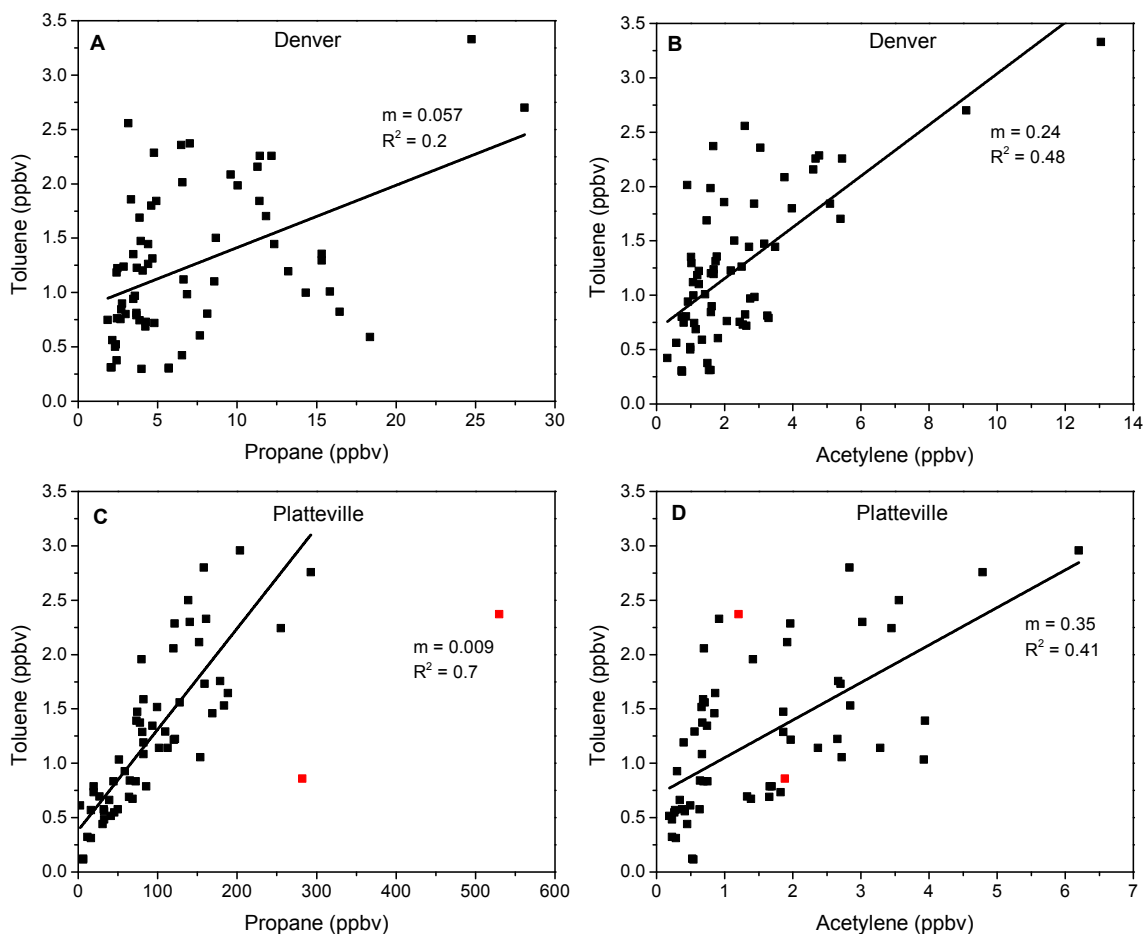 A
Denver
m = 0.057
R² = 0.2
Toluene (ppbv)
3.5
3.0
2.5
2.0
1.5
1.0
0.5
0.0
0
5
10
15
20
25
30
Propane (ppbv)
B
Denver
m = 0.24
R² = 0.48
Toluene (ppbv)
3.5
3.0
2.5
2.0
1.5
1.0
0.5
0.0
0
2
4
6
8
10
12
14
Acetylene (ppbv)
C
Platteville
m = 0.009
R² = 0.7
Toluene (ppbv)
3.5
3.0
2.5
2.0
1.5
1.0
0.5
0.0
0
100
200
300
400
500
600
Propane (ppbv)
D
Platteville
m = 0.35
R² = 0.41
Toluene (ppbv)
3.5
3.0
2.5
2.0
1.5
1.0
0.5
0.0
0
1
2
3
4
5
6
7
Acetylene (ppbv)